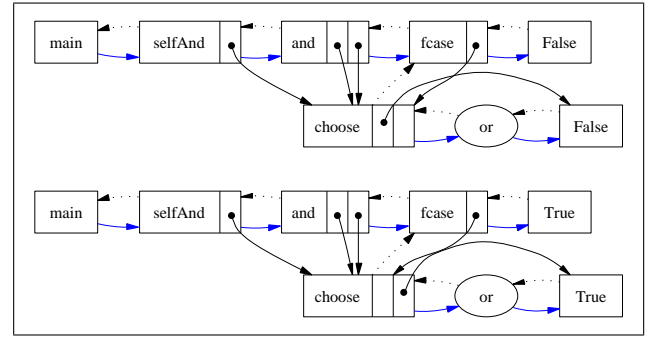 main selfAnd and fcase False
choose or False
main selfAnd and fcase True
choose or True